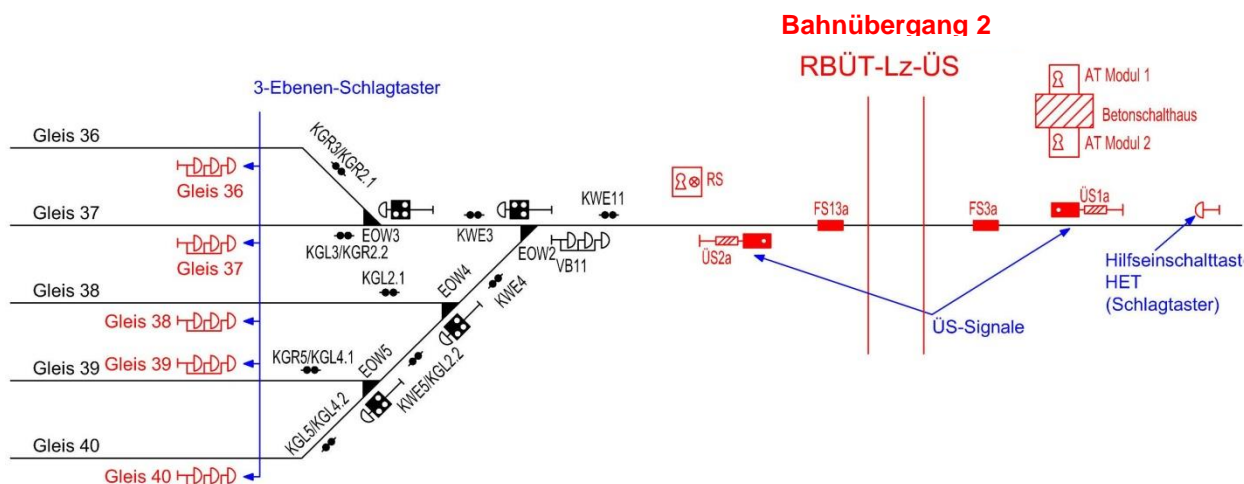 Bahnübergang 2
RBÜT-Lz-ÜS
3-Ebenen-Schlagtaster
AT Modul 1
Betonschalthaus
AT Modul 2
Gleis 36
KGR3/KGR2.1
Gleis 36
RS
Gleis 37
EOW3
KWE3
KWE11
FS13a
FS3a
ÜS1a
KGL3/KGR2.2
EOW2
VB11
ÜS2a
Gleis 37
KGL2.1
EOW4
KWE4
Hilfseinschalttaste
HET
(Schlagtaster)
Gleis 38
Gleis 38
ÜS-Signale
Gleis 39
KGR5/KGL4.1
EOW5
KWE5/KGL2.2
Gleis 39
KGL5/KGL4.2
Gleis 40
Gleis 40